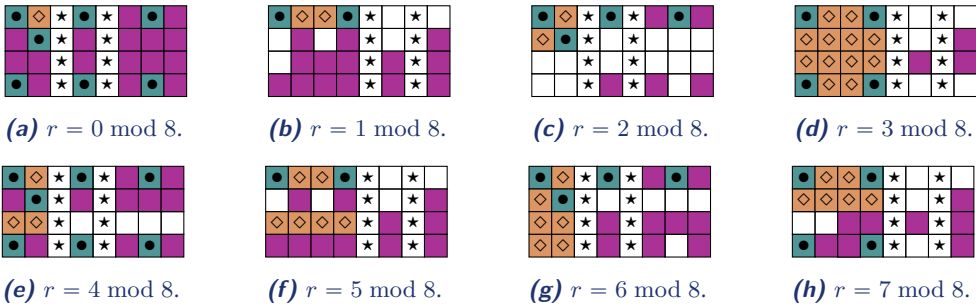 (a) r = 0 mod 8.
(b) r = 1 mod 8.
(c) r = 2 mod 8.
(d) r = 3 mod 8.
(e) r = 4 mod 8.
(f) r = 5 mod 8.
(g) r = 6 mod 8.
(h) r = 7 mod 8.